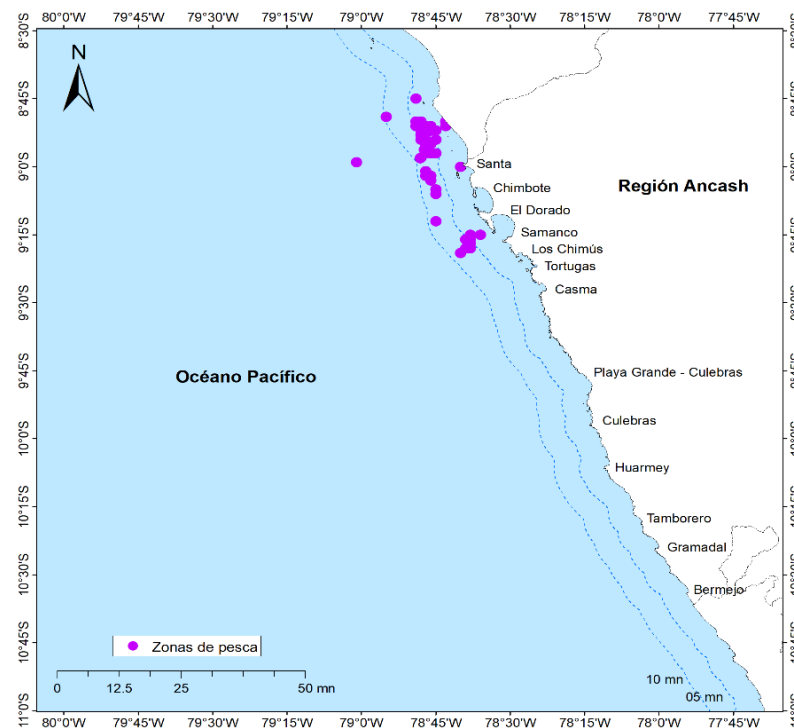 80°0'W 79°45'W 79°30'W 79°15'W 79°0'W 78°45'W 78°30'W 78°15'W 78°0'W 77°45'W
8°30'S
8°45'S
9°0'S
9°15'S
9°30'S
9°45'S
10°0'S
10°15'S
10°30'S
10°45'S
11°0'S
N
Santa
Chimbote
Región Ancash
El Dorado
Samanco
Los Chimús
Tortugas
Casma
Océano Pacífico
Playa Grande - Culebras
Culebras
Huarmey
Tamborero
Gramadal
Bermejo
Zonas de pesca
10 mn
05 mn
0 12.5 25 50 mn
80°0'W 79°45'W 79°30'W 79°15'W 79°0'W 78°45'W 78°30'W 78°15'W 78°0'W 77°45'W